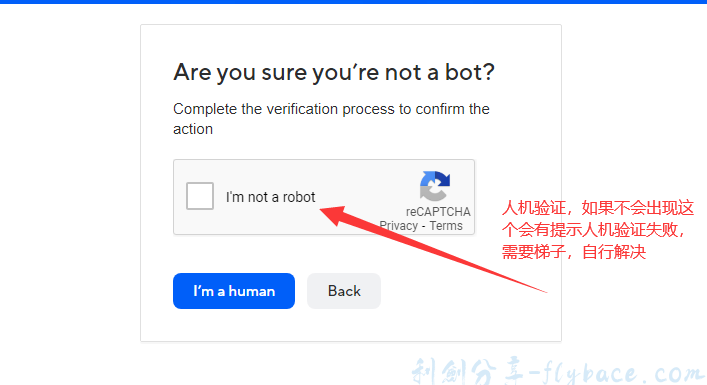 Are you sure you're not a bot?
Complete the verification process to confirm the
action
I'm not a robot
reCAPTCHA
Privacy - Terms
人机验证，如果不会出现这
个会有提示人机验证失败，
需要梯子，自行解决
I'm a human
Back
利創分享-flybace.com